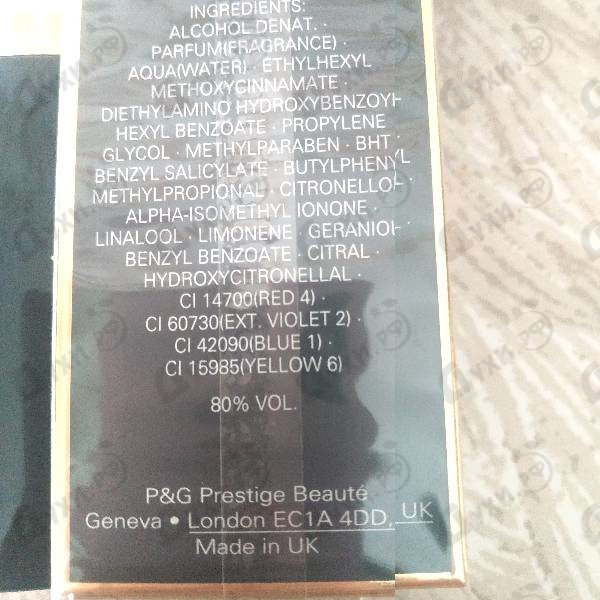 INGREDIENTS:
ALCOHOL DENAT. ·
PARFUM(FRAGRANCE) ·
AQUA(WATER) · ETHYLHEXYL
METHOXYCINNAMATE ·
DIETHYLAMINO HYDROXYBENZOYL
HEXYL BENZOATE · PROPYLENE
GLYCOL · METHYLPARABEN · BHT ·
BENZYL SALICYLATE · BUTYLPHENYL
METHYLPROPIONAL · CITRONELLOL ·
ALPHA-ISOMETHYL IONONE ·
LINALOOL · LIMONENE · GERANIOL ·
BENZYL BENZOATE · CITRAL ·
HYDROXYCITRONELLAL ·
CI 14700(RED 4) ·
CI 60730(EXT. VIOLET 2) ·
CI 42090(BLUE 1) ·
CI 15985(YELLOW 6)
80% VOL.
P&G Prestige Beauté
Geneva • London EC1A 4DD, UK
Made in UK
духи.рф